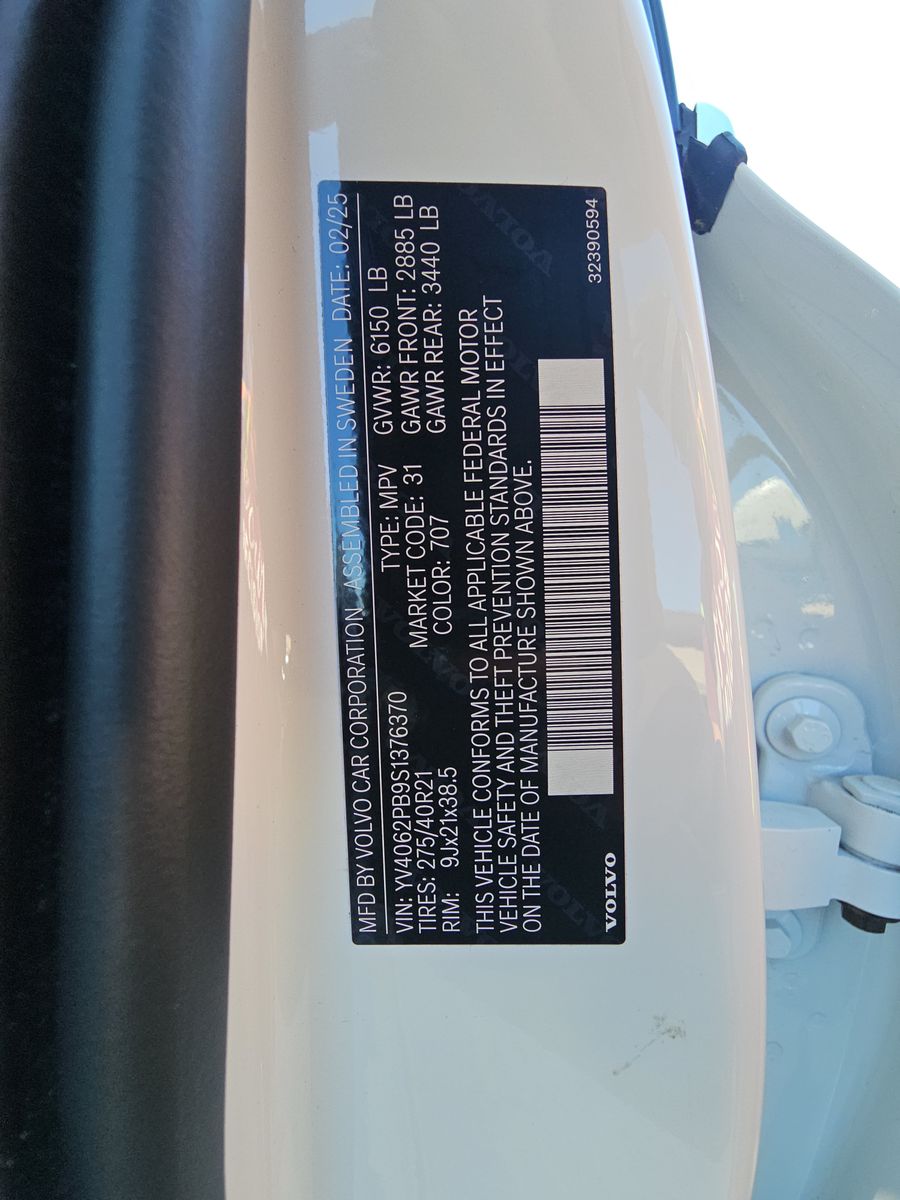 MFD BY VOLVO CAR CORPORATION ASSEMBLED IN SWEDEN DATE: 02/25
VIN: YV4062PB9S1376370 TYPE: MPV GVWR: 6150 LB
TIRES: 275/40R21 MARKET CODE: 31 GAWR FRONT: 2885 LB
RIM: 9Jx21x38.5 COLOR: 707 GAWR REAR: 3440 LB
THIS VEHICLE CONFORMS TO ALL APPLICABLE FEDERAL MOTOR
VEHICLE SAFETY AND THEFT PREVENTION STANDARDS IN EFFECT
ON THE DATE OF MANUFACTURE SHOWN ABOVE.
VOLVO 32390594